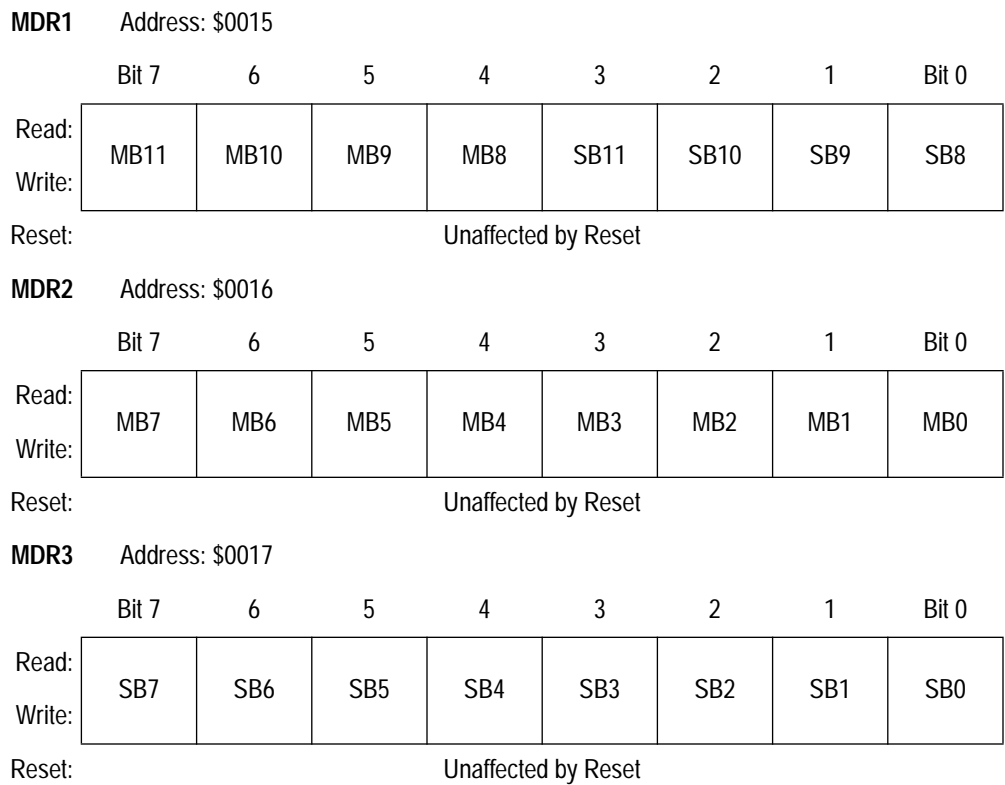 MDR1 Address: $0015
Bit 7 6 5 4 3 2 1 Bit 0
Read:
MB11 MB10 MB9 MB8 SB11 SB10 SB9 SB8
Write:
Reset: Unaffected by Reset
MDR2 Address: $0016
Bit 7 6 5 4 3 2 1 Bit 0
Read:
MB7 MB6 MB5 MB4 MB3 MB2 MB1 MB0
Write:
Reset: Unaffected by Reset
MDR3 Address: $0017
Bit 7 6 5 4 3 2 1 Bit 0
Read:
SB7 SB6 SB5 SB4 SB3 SB2 SB1 SB0
Write:
Reset: Unaffected by Reset